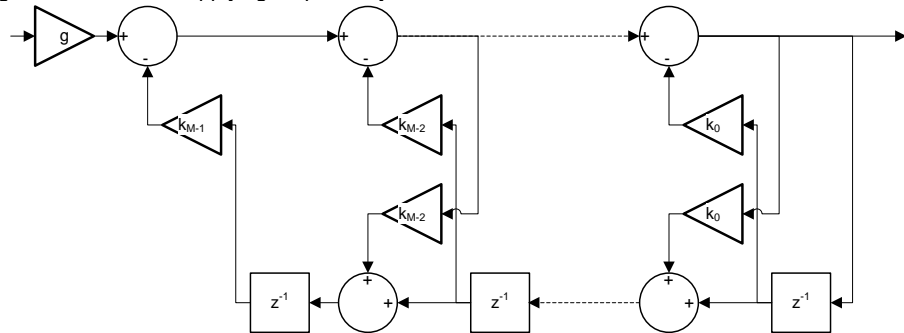 g
+
+
+
-
-
-
k_{M-1}
k_{M-2}
k_0
k_{M-2}
k_0
+
+
z^{-1}
+
z^{-1}
+
z^{-1}